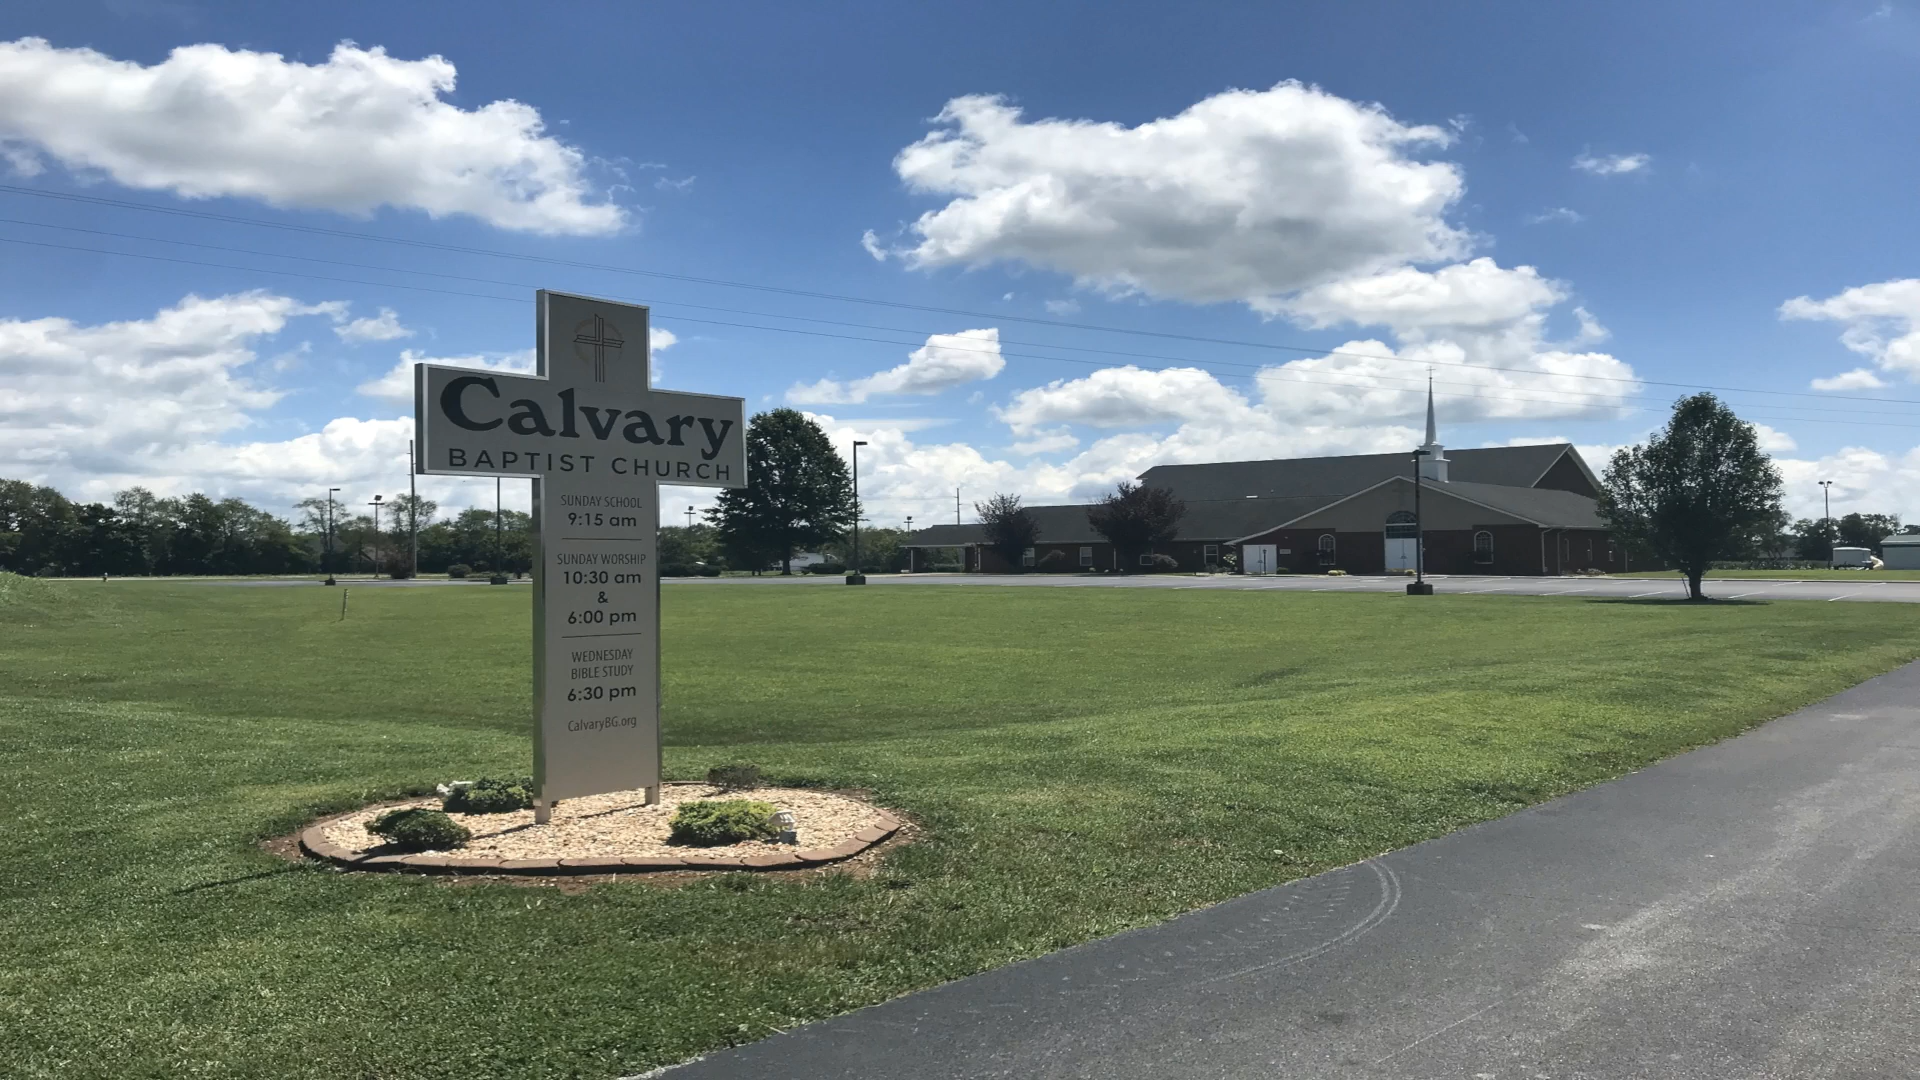 Calvary
BAPTIST CHURCH
SUNDAY SCHOOL
9:15 am
SUNDAY WORSHIP
10:30 am
&
6:00 pm
WEDNESDAY
BIBLE STUDY
6:30 pm
CalvaryBG.org